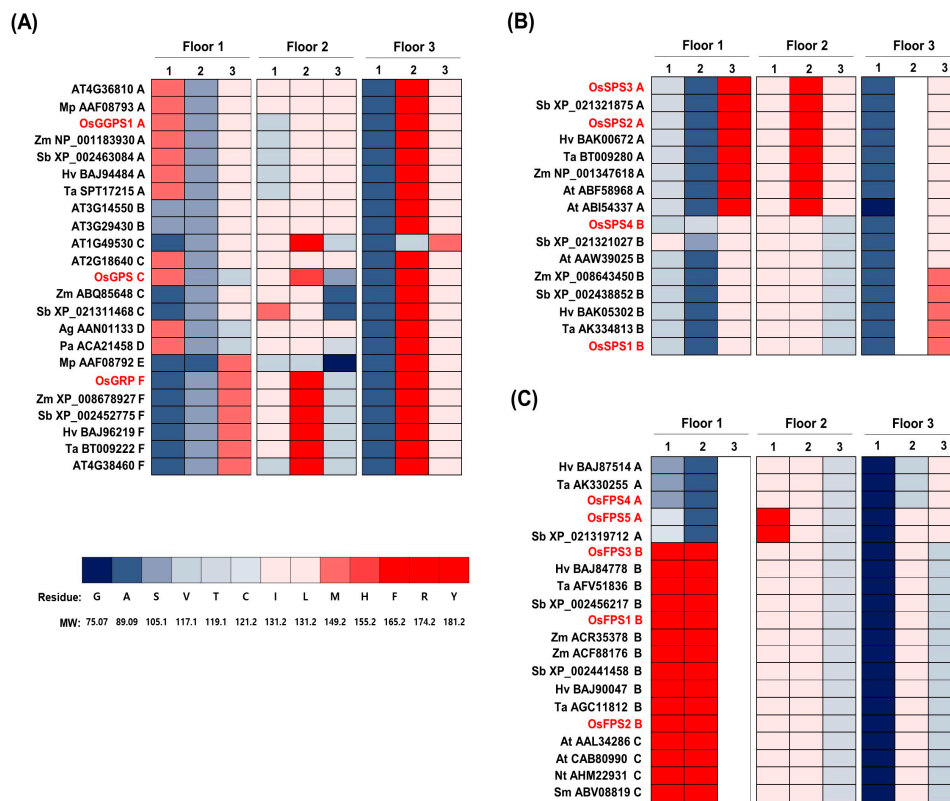 (A)
Floor 1 Floor 2 Floor 3
1 2 3 1 2 3 1 2 3
AT4G36810 A
Mp AAF08793 A
OsGGPS1 A
Zm NP_001183930 A
Sb XP_002463084 A
Hv BAJ94484 A
Ta SPT17215 A
AT3G14550 B
AT3G29430 B
AT1G49530 C
AT2G18640 C
OsGPS C
Zm ABQ85648 C
Sb XP_021311468 C
Ag AAN01133 D
Pa ACA21458 D
Mp AAF08792 E
OsGRP F
Zm XP_008678927 F
Sb XP_002452775 F
Hv BAJ96219 F
Ta BT009222 F
AT4G38460 F
Residue: G A S V T C I L M H F R Y
MW: 75.07 89.09 105.1 117.1 119.1 121.2 131.2 131.2 149.2 155.2 165.2 174.2 181.2
(B)
Floor 1 Floor 2 Floor 3
1 2 3 1 2 3 1 2 3
OsSPS3 A
Sb XP_021321875 A
OsSPS2 A
Hv BAK00672 A
Ta BT009280 A
Zm NP_001347618 A
At ABF58968 A
At ABI54337 A
OsSPS4 B
Sb XP_021321027 B
At AAW39025 B
Zm XP_008643450 B
Sb XP_002438852 B
Hv BAK05302 B
Ta AK334813 B
OsSPS1 B
(C)
Floor 1 Floor 2 Floor 3
1 2 3 1 2 3 1 2 3
Hv BAJ87514 A
Ta AK330255 A
OsFPS4 A
OsFPS5 A
Sb XP_021319712 A
OsFPS3 B
Hv BAJ84778 B
Ta AFV51836 B
Sb XP_002456217 B
OsFPS1 B
Zm ACR35378 B
Zm ACF88176 B
Sb XP_002441458 B
Hv BAJ90047 B
Ta AGC11812 B
OsFPS2 B
At AAL34286 C
At CAB80990 C
Nt AHM22931 C
Sm ABV08819 C